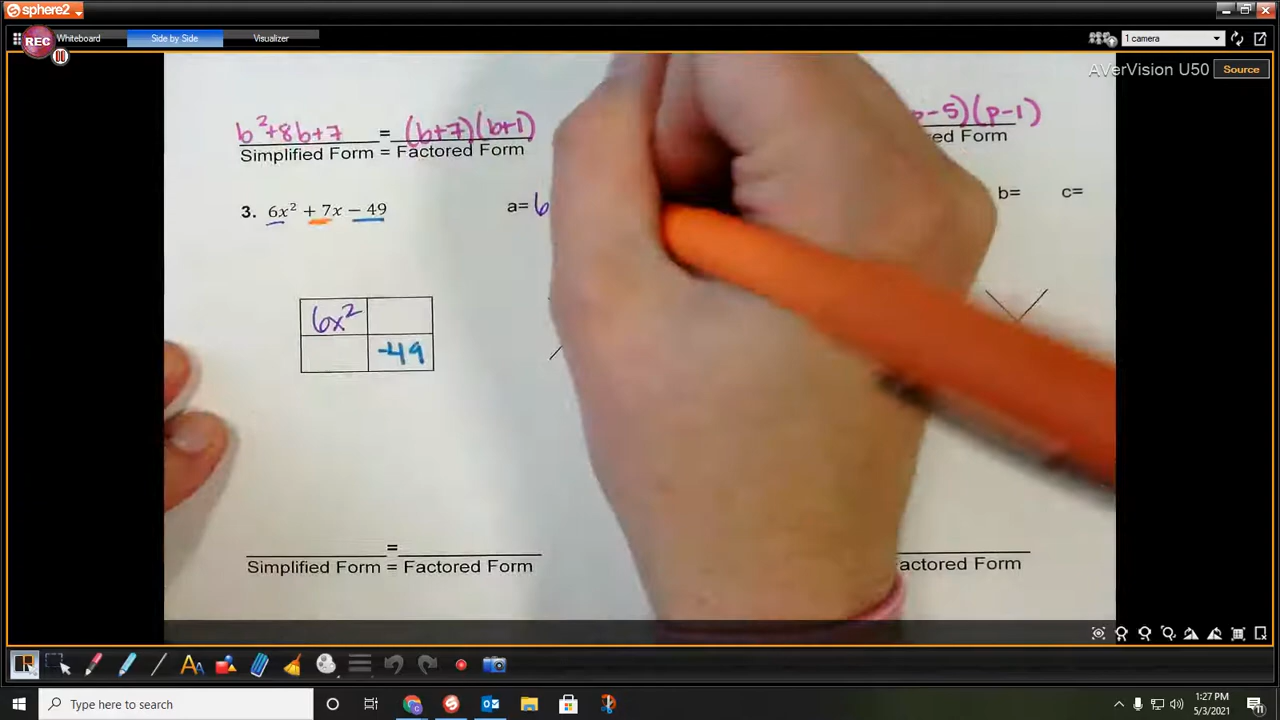 sphere2
REC Whiteboard Side by Side Visualizer 1 camera
AVerVision U50 Source
b²+8b+7 = (b+7)(b+1)
Simplified Form = Factored Form
-5)(p-1)
Form
3. 6x² + 7x − 49 a= 6
b= c=
6x²
-49
=
Simplified Form = Factored Form
actored Form
Type here to search
1:27 PM
5/3/2021